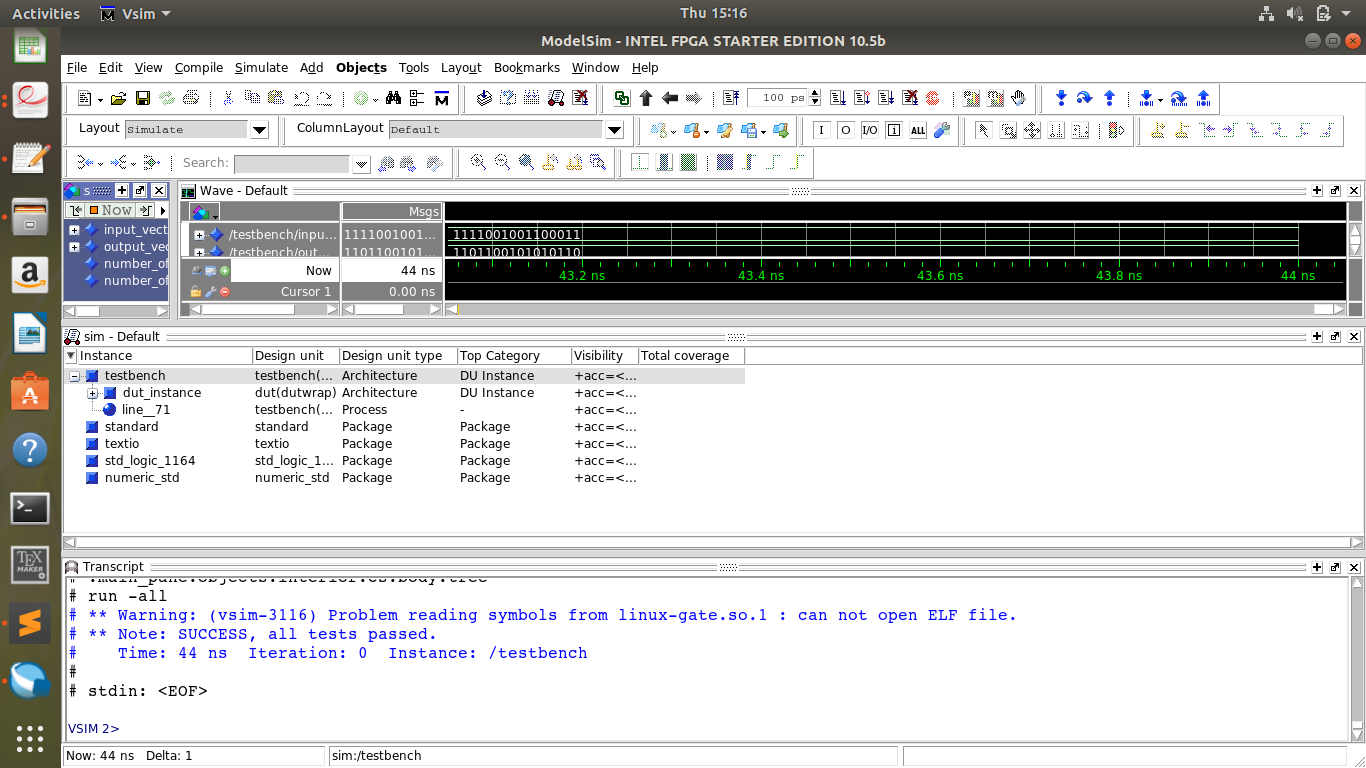 Activities Vsim Thu 15:16
ModelSim - INTEL FPGA STARTER EDITION 10.5b
File Edit View Compile Simulate Add Objects Tools Layout Bookmarks Window Help
100 ps
Layout Simulate ColumnLayout Default I O I/O i ALL
Search:
s Wave - Default
Now Msgs
input_vect /testbench/inpu... 1111001001... 1111001001100011
output_vec /testbench/out... 1101100101... 1101100101010110
number_of Now 44 ns 43.2 ns 43.4 ns 43.6 ns 43.8 ns 44 ns
number_of Cursor 1 0.00 ns
sim - Default
Instance Design unit Design unit type Top Category Visibility Total coverage
testbench testbench(... Architecture DU Instance +acc=<...
dut_instance dut(dutwrap) Architecture DU Instance +acc=<...
line__71 testbench(... Process - +acc=<...
standard standard Package Package +acc=<...
textio textio Package Package +acc=<...
std_logic_1164 std_logic_1... Package Package +acc=<...
numeric_std numeric_std Package Package +acc=<...
Transcript
# .main_pane.objects.interior.cs.body.tree
# run -all
# ** Warning: (vsim-3116) Problem reading symbols from linux-gate.so.1 : can not open ELF file.
# ** Note: SUCCESS, all tests passed.
#    Time: 44 ns  Iteration: 0  Instance: /testbench
#
# stdin: <EOF>
VSIM 2>
Now: 44 ns Delta: 1 sim:/testbench